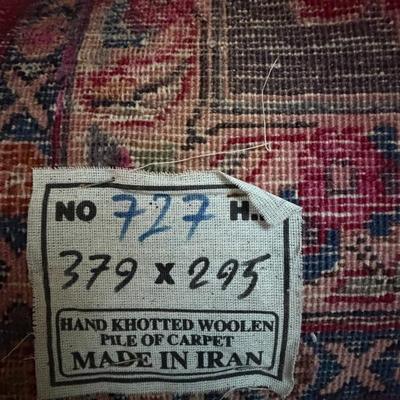 NO 727 H..
379 X 295
HAND KHOTTED WOOLEN
PILE OF CARPET
MADE IN IRAN